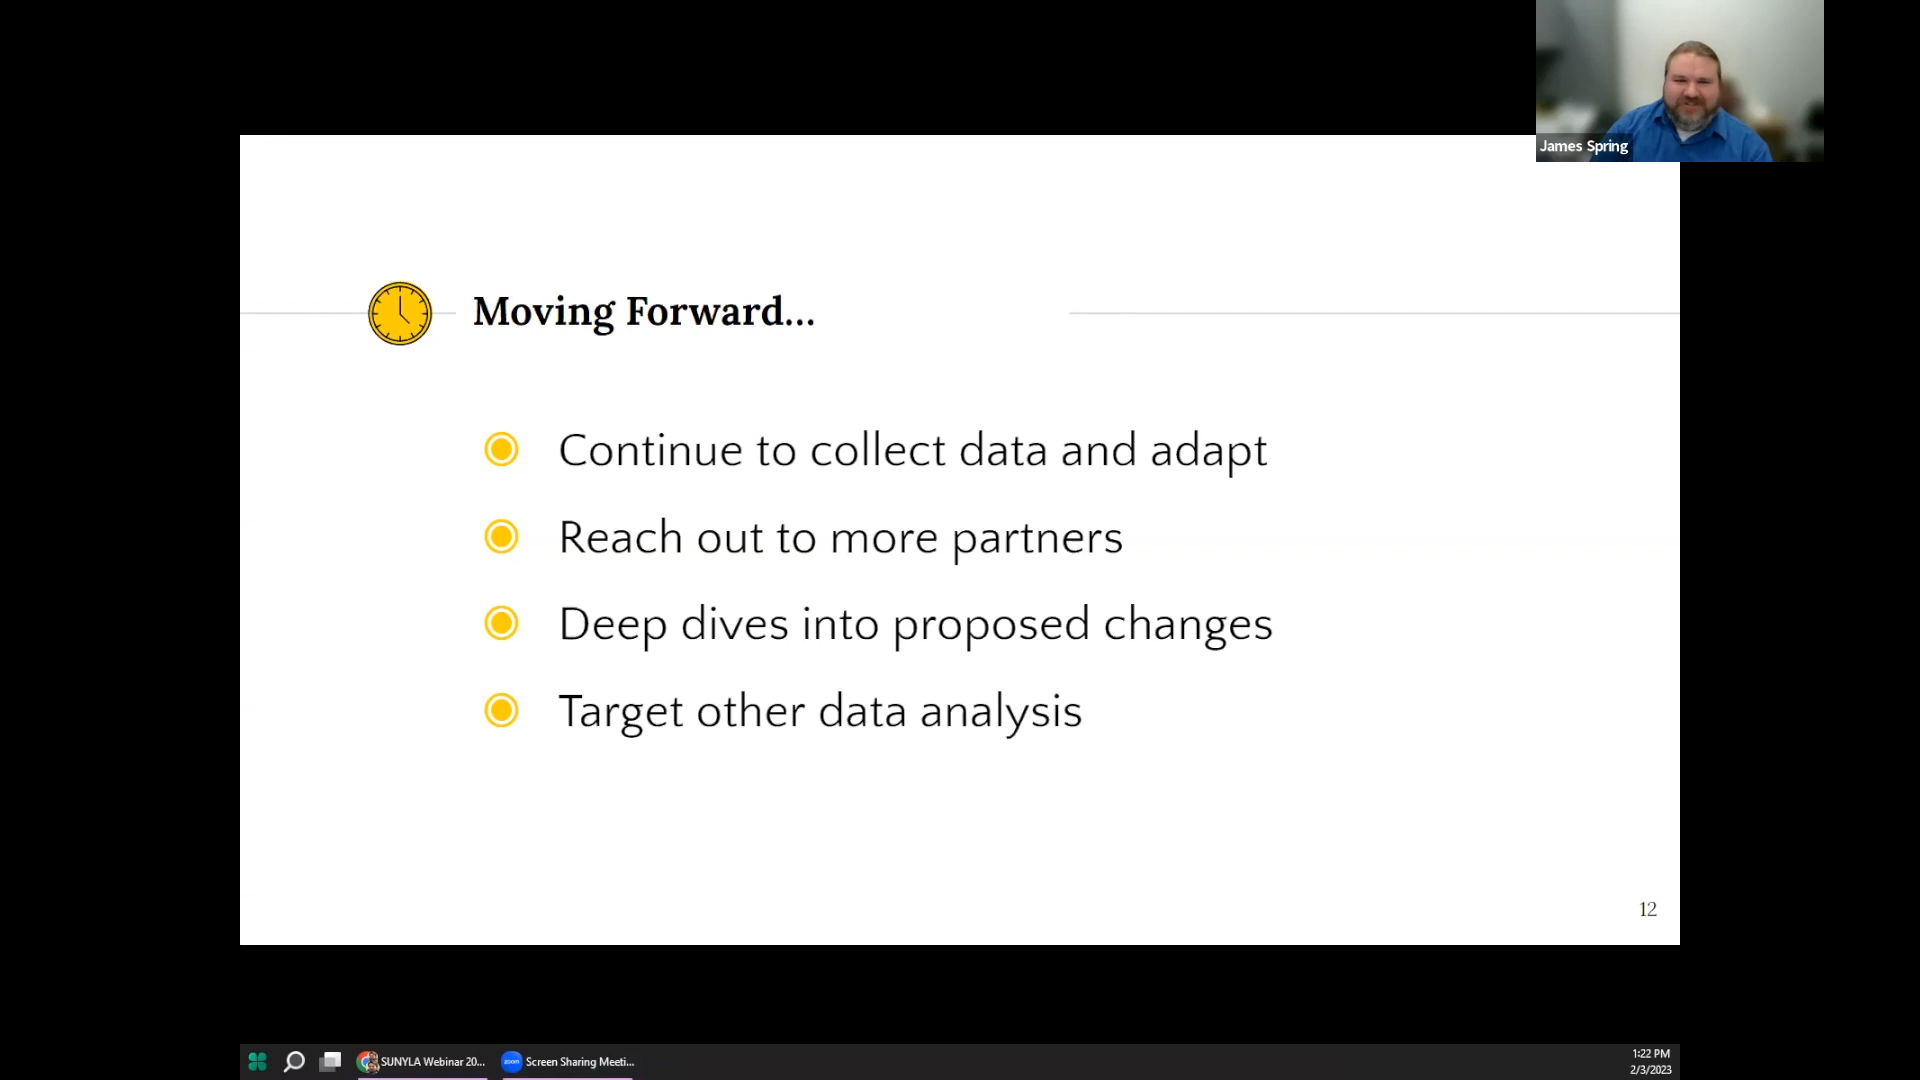 James Spring
Moving Forward...
Continue to collect data and adapt
Reach out to more partners
Deep dives into proposed changes
Target other data analysis
12
SUNYLA Webinar 20...
zoom
Screen Sharing Meeti...
1:22 PM
2/3/2023